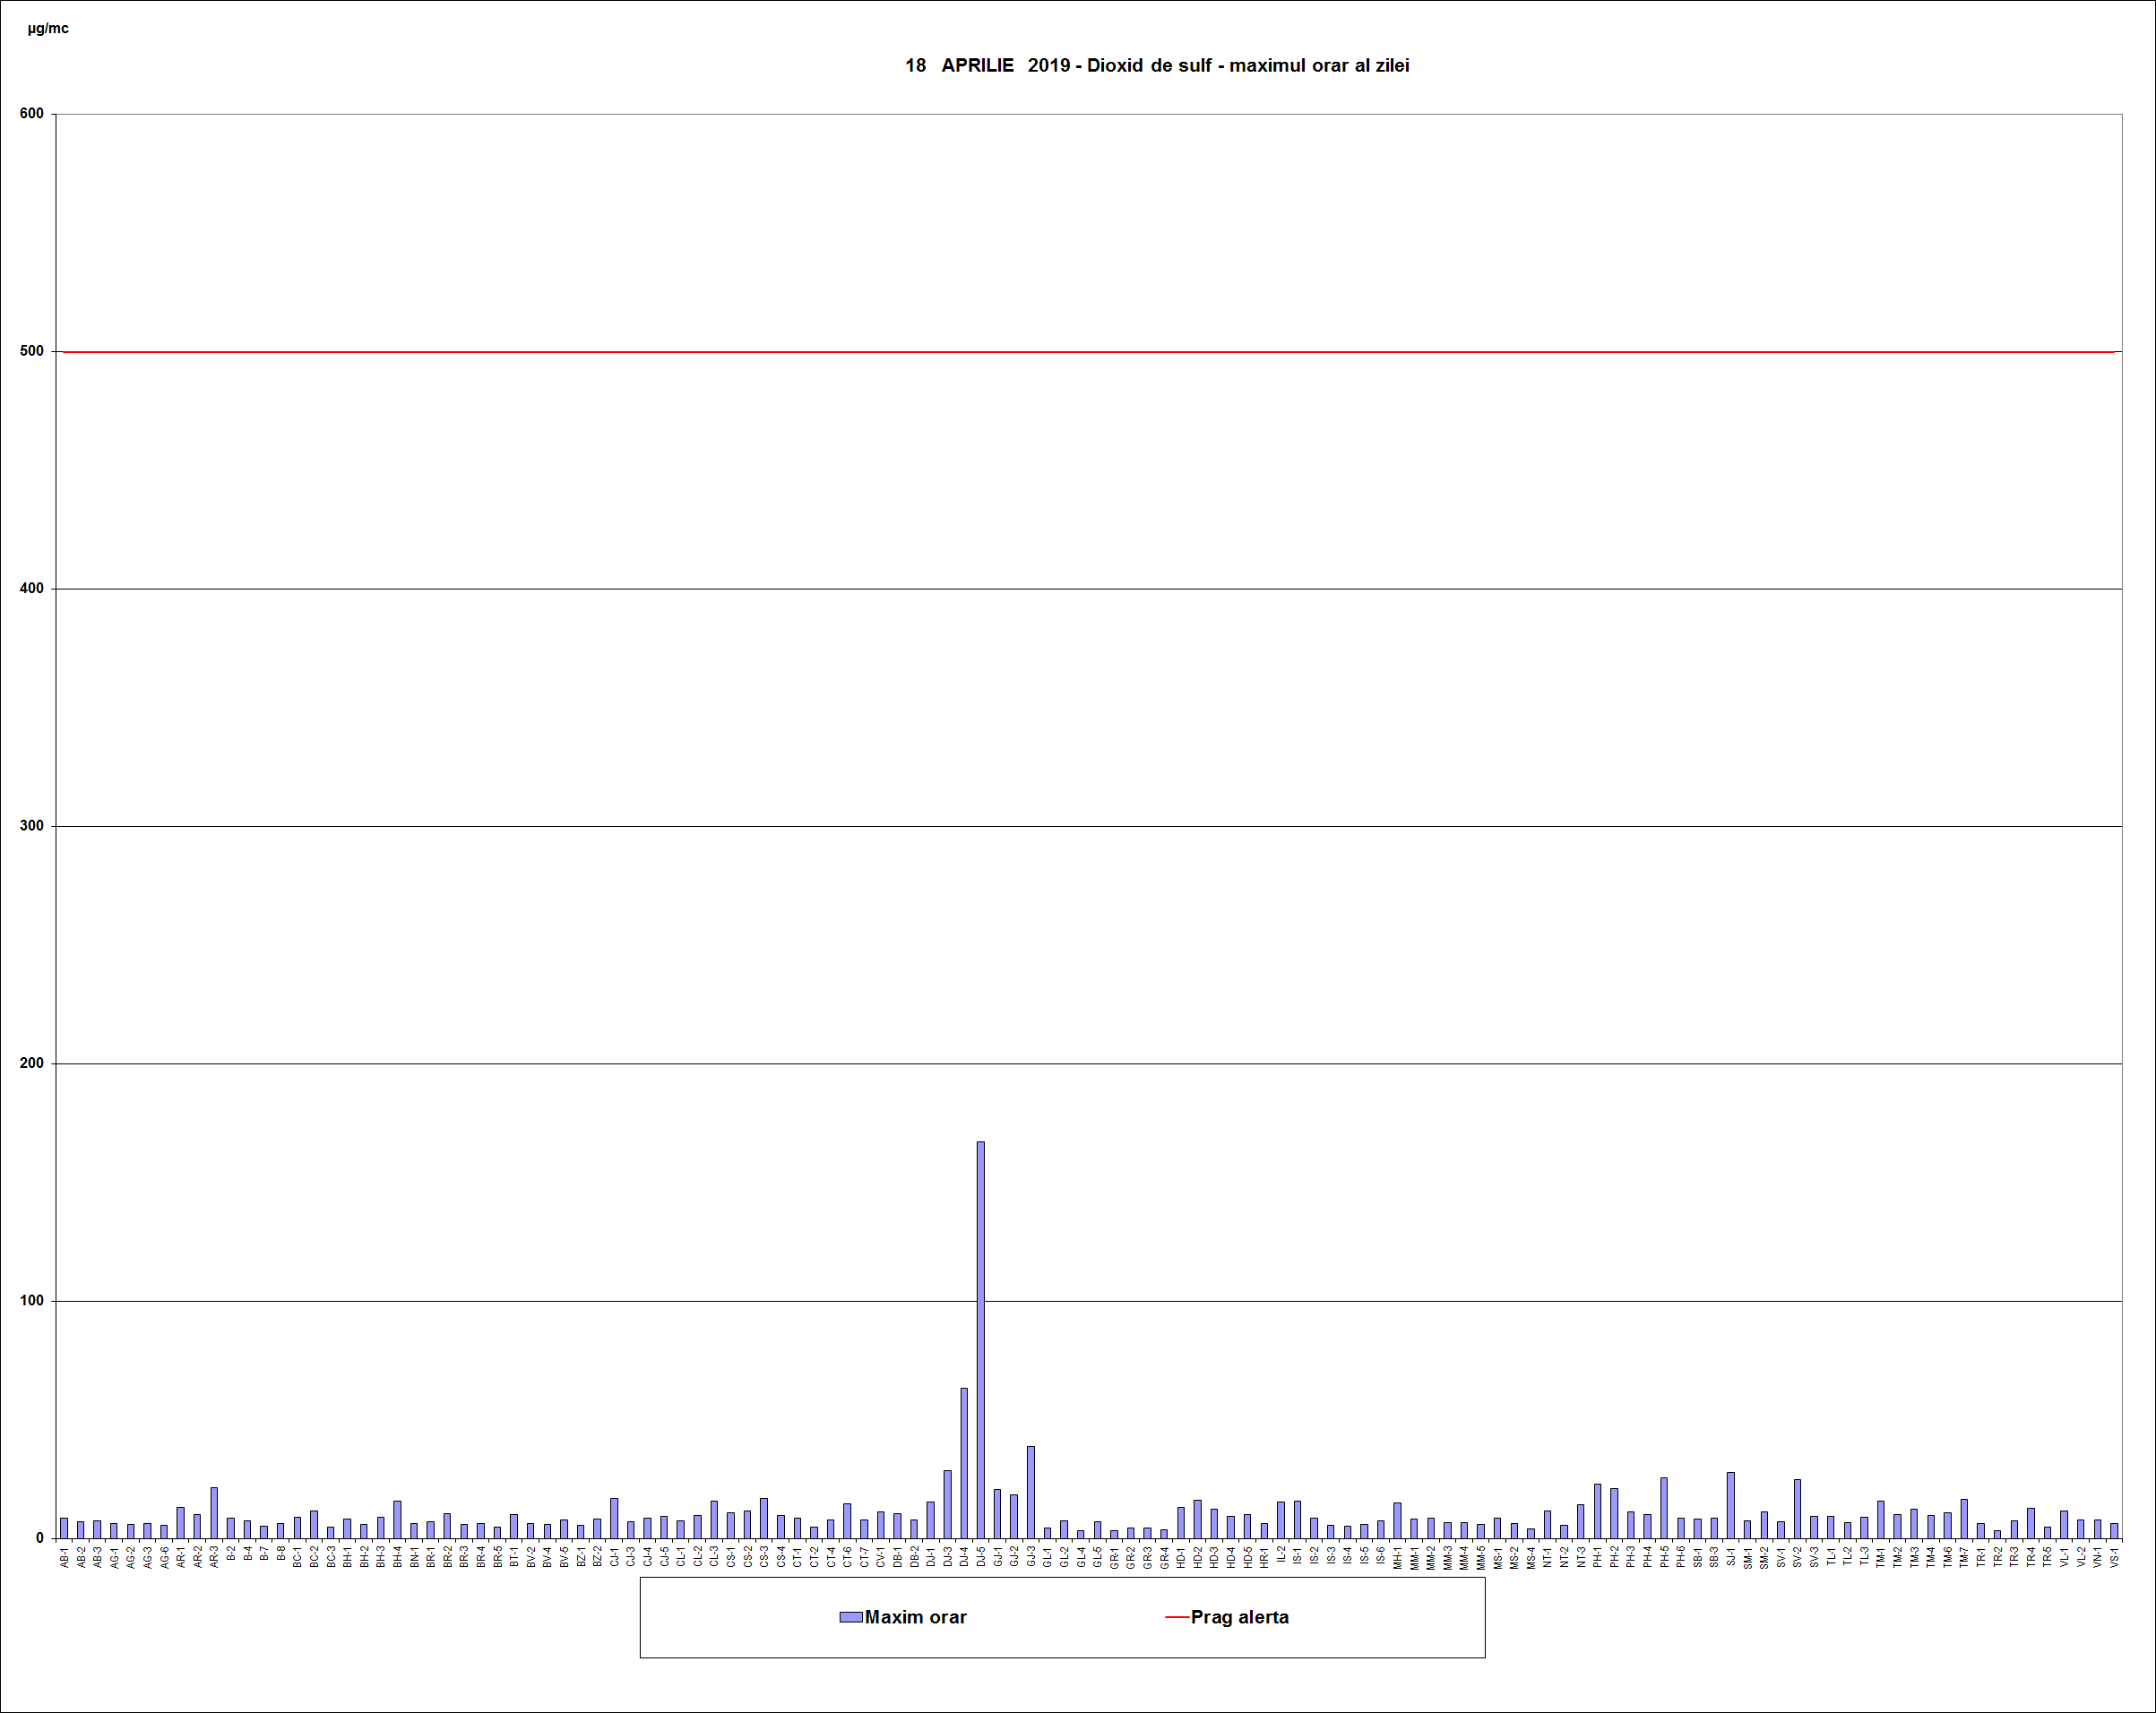 µg/mc
18 APRILIE 2019 - Dioxid de sulf - maximul orar al zilei
600
500
400
300
200
100
0
AB-1
AB-2
AB-3
AG-1
AG-2
AG-3
AG-6
AR-1
AR-2
AR-3
B-2
B-4
B-7
B-8
BC-1
BC-2
BC-3
BH-1
BH-2
BH-3
BH-4
BN-1
BR-1
BR-2
BR-3
BR-4
BR-5
BT-1
BV-2
BV-4
BV-5
BZ-1
BZ-2
CJ-1
CJ-3
CJ-4
CJ-5
CL-1
CL-2
CL-3
CS-1
CS-2
CS-3
CS-4
CT-1
CT-2
CT-4
CT-6
CT-7
CV-1
DB-1
DB-2
DJ-1
DJ-3
DJ-4
DJ-5
GJ-1
GJ-2
GJ-3
GL-1
GL-2
GL-4
GL-5
GR-1
GR-2
GR-3
GR-4
HD-1
HD-2
HD-3
HD-4
HD-5
HR-1
IL-2
IS-1
IS-2
IS-3
IS-4
IS-5
IS-6
MH-1
MM-1
MM-2
MM-3
MM-4
MM-5
MS-1
MS-2
MS-4
NT-1
NT-2
NT-3
PH-1
PH-2
PH-3
PH-4
PH-5
PH-6
SB-1
SB-3
SJ-1
SM-1
SM-2
SV-1
SV-2
SV-3
TL-1
TL-2
TL-3
TM-1
TM-2
TM-3
TM-4
TM-6
TM-7
TR-1
TR-2
TR-3
TR-4
TR-5
VL-1
VL-2
VN-1
VS-1
Maxim orar
Prag alerta